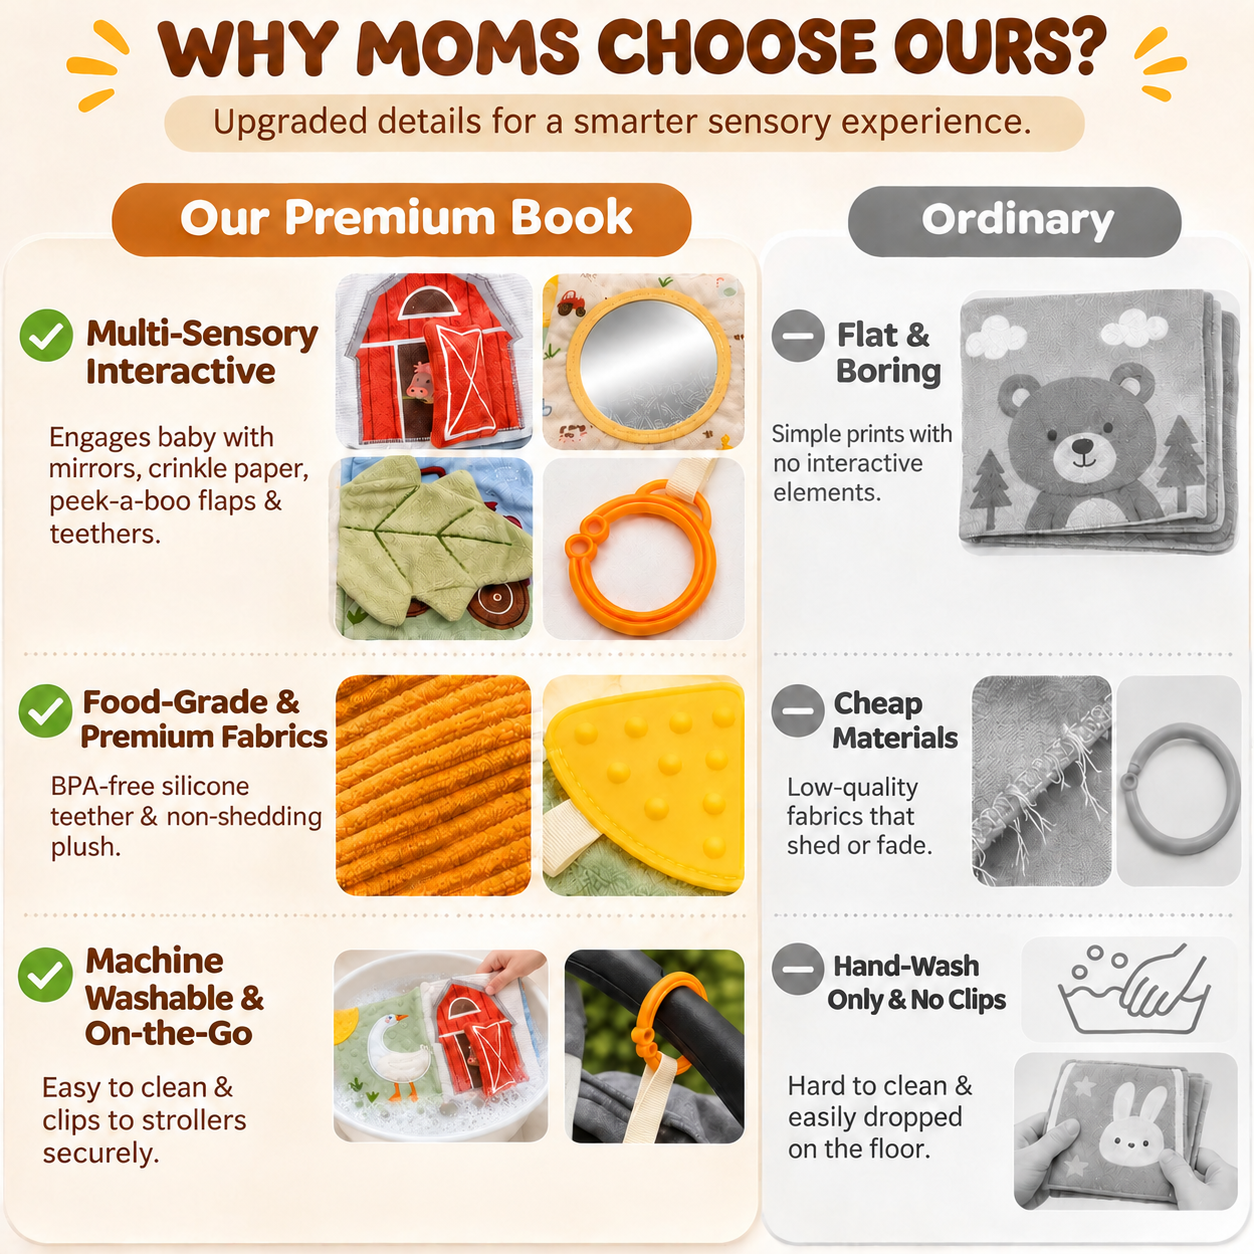 WHY MOMS CHOOSE OURS?
Upgraded details for a smarter sensory experience.
Our Premium Book
Multi-Sensory
Interactive
Engages baby with
mirrors, crinkle paper,
peek-a-boo flaps &
teethers.
Food-Grade &
Premium Fabrics
BPA-free silicone
teether & non-shedding
plush.
Machine
Washable &
On-the-Go
Easy to clean &
clips to strollers
securely.
Ordinary
Flat &
Boring
Simple prints with
no interactive
elements.
Cheap
Materials
Low-quality
fabrics that
shed or fade.
Hand-Wash
Only & No Clips
Hard to clean &
easily dropped
on the floor.